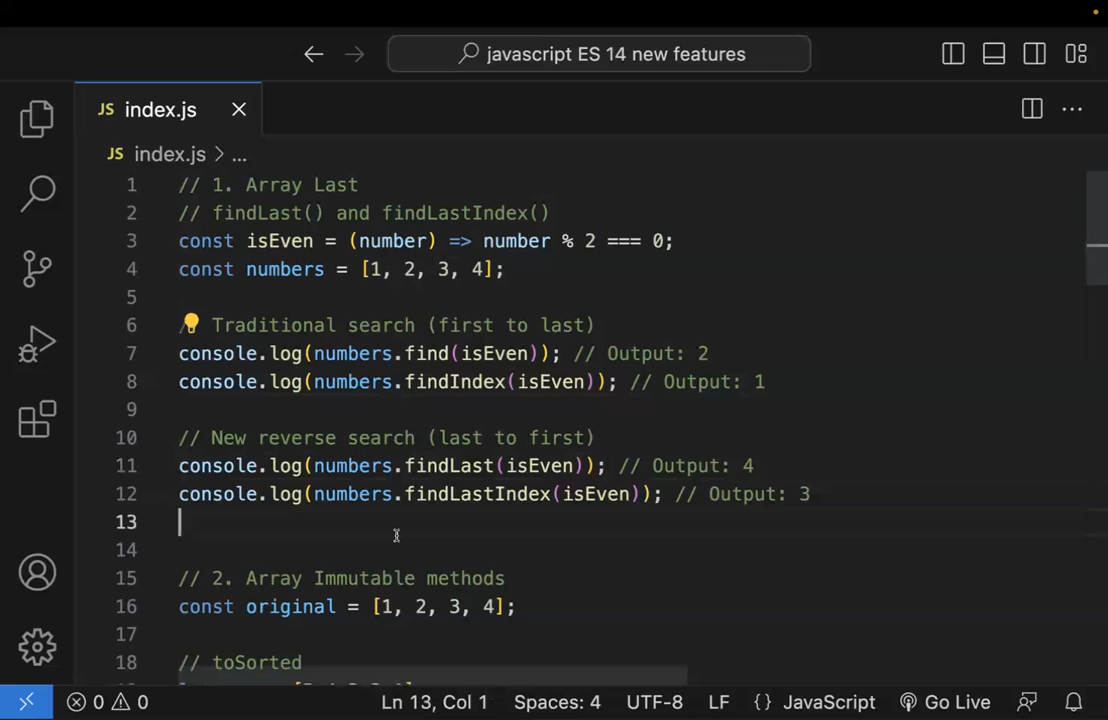 javascript ES 14 new features
JS index.js
JS index.js > ...
1 // 1. Array Last
2 // findLast() and findLastIndex()
3 const isEven = (number) => number % 2 === 0;
4 const numbers = [1, 2, 3, 4];
5
6 / Traditional search (first to last)
7 console.log(numbers.find(isEven)); // Output: 2
8 console.log(numbers.findIndex(isEven)); // Output: 1
9
10 // New reverse search (last to first)
11 console.log(numbers.findLast(isEven)); // Output: 4
12 console.log(numbers.findLastIndex(isEven)); // Output: 3
13
14
15 // 2. Array Immutable methods
16 const original = [1, 2, 3, 4];
17
18 // toSorted
0 0 Ln 13, Col 1 Spaces: 4 UTF-8 LF {} JavaScript Go Live